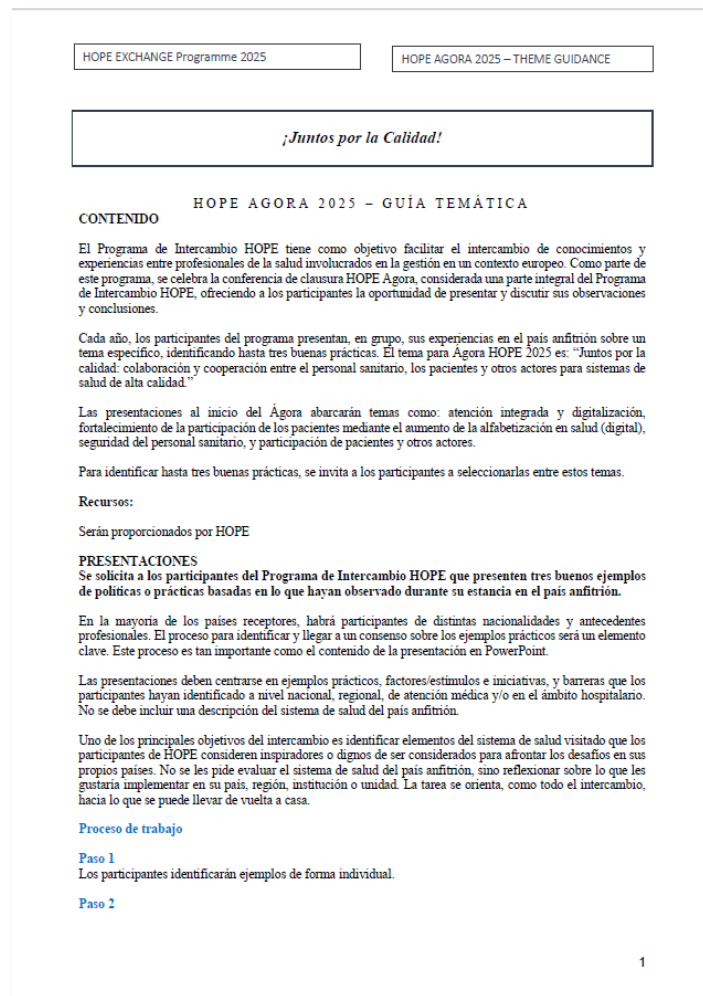 HOPE EXCHANGE Programme 2025
HOPE AGORA 2025 – THEME GUIDANCE
¡Juntos por la Calidad!
HOPE AGORA 2025 – GUÍA TEMÁTICA
CONTENIDO
El Programa de Intercambio HOPE tiene como objetivo facilitar el intercambio de conocimientos y
experiencias entre profesionales de la salud involucrados en la gestión en un contexto europeo. Como parte de
este programa, se celebra la conferencia de clausura HOPE Agora, considerada una parte integral del Programa
de Intercambio HOPE, ofreciendo a los participantes la oportunidad de presentar y discutir sus observaciones
y conclusiones.
Cada año, los participantes del programa presentan, en grupo, sus experiencias en el país anfitrión sobre un
tema específico, identificando hasta tres buenas prácticas. El tema para Ágora HOPE 2025 es: “Juntos por la
calidad: colaboración y cooperación entre el personal sanitario, los pacientes y otros actores para sistemas de
salud de alta calidad.”
Las presentaciones al inicio del Ágora abarcarán temas como: atención integrada y digitalización,
fortalecimiento de la participación de los pacientes mediante el aumento de la alfabetización en salud (digital),
seguridad del personal sanitario, y participación de pacientes y otros actores.
Para identificar hasta tres buenas prácticas, se invita a los participantes a seleccionarlas entre estos temas.
Recursos:
Serán proporcionados por HOPE
PRESENTACIONES
Se solicita a los participantes del Programa de Intercambio HOPE que presenten tres buenos ejemplos
de políticas o prácticas basadas en lo que hayan observado durante su estancia en el país anfitrión.
En la mayoría de los países receptores, habrá participantes de distintas nacionalidades y antecedentes
profesionales. El proceso para identificar y llegar a un consenso sobre los ejemplos prácticos será un elemento
clave. Este proceso es tan importante como el contenido de la presentación en PowerPoint.
Las presentaciones deben centrarse en ejemplos prácticos, factores/estímulos e iniciativas, y barreras que los
participantes hayan identificado a nivel nacional, regional, de atención médica y/o en el ámbito hospitalario.
No se debe incluir una descripción del sistema de salud del país anfitrión.
Uno de los principales objetivos del intercambio es identificar elementos del sistema de salud visitado que los
participantes de HOPE consideren inspiradores o dignos de ser considerados para afrontar los desafíos en sus
propios países. No se les pide evaluar el sistema de salud del país anfitrión, sino reflexionar sobre lo que les
gustaría implementar en su país, región, institución o unidad. La tarea se orienta, como todo el intercambio,
hacia lo que se puede llevar de vuelta a casa.
Proceso de trabajo
Paso 1
Los participantes identificarán ejemplos de forma individual.
Paso 2
1